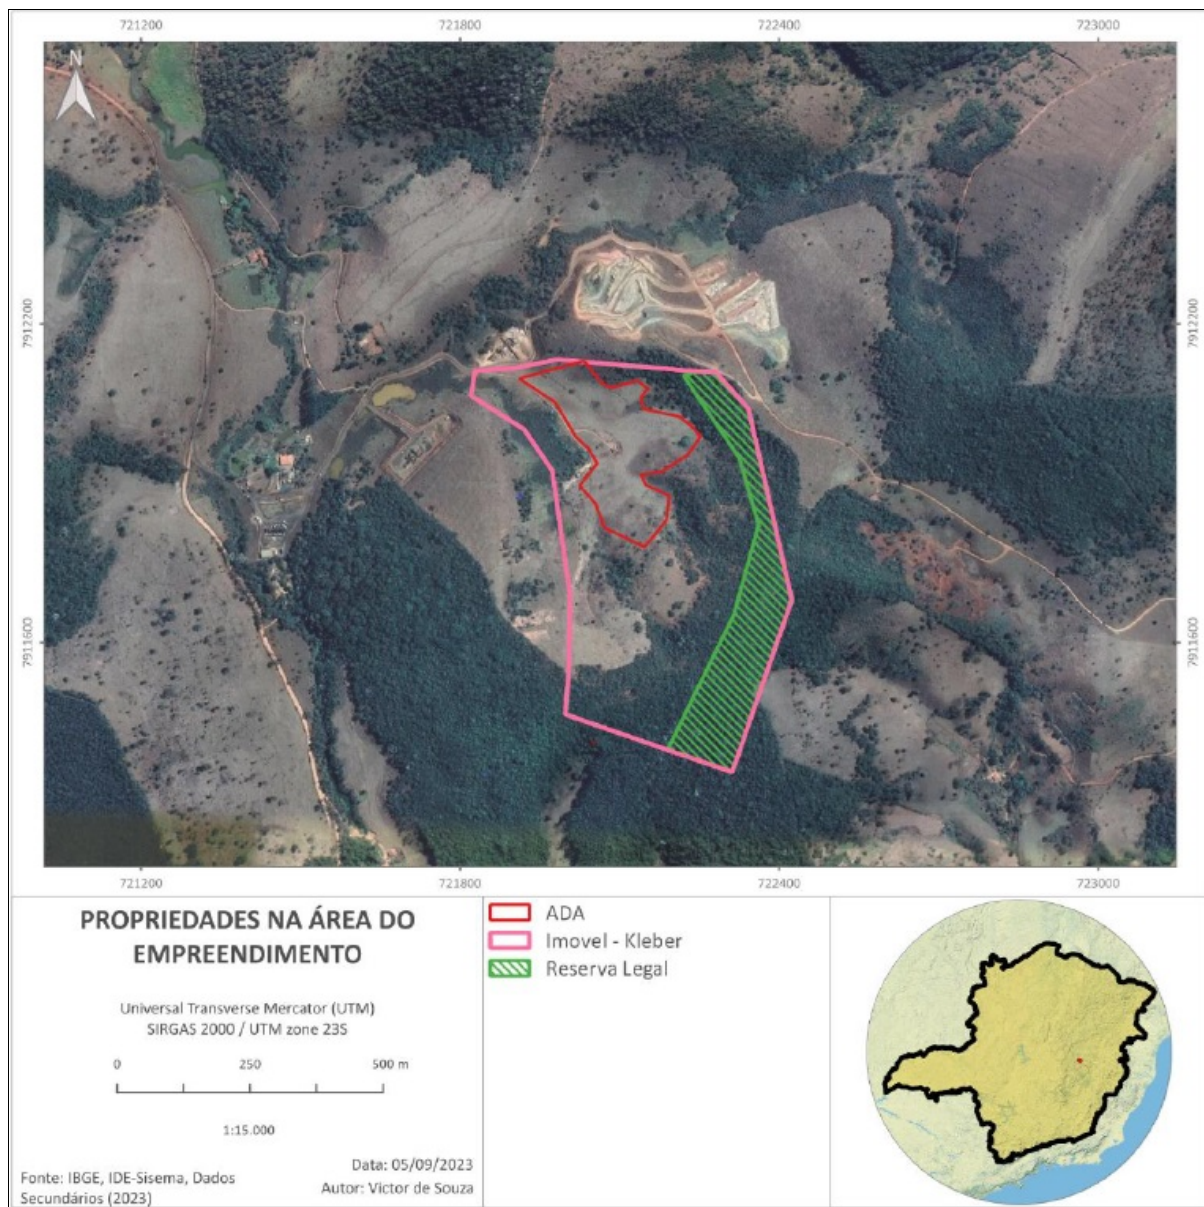 721200
721800
722400
723000
N
7912200
7912200
7911600
7911600
721200
721800
722400
723000
PROPRIEDADES NA ÁREA DO
EMPREENDIMENTO
Universal Transverse Mercator (UTM)
SIRGAS 2000 / UTM zone 23S
0
250
500 m
1:15.000
Fonte: IBGE, IDE-Sisema, Dados
Secundários (2023)
Data: 05/09/2023
Autor: Victor de Souza
ADA
Imovel - Kleber
Reserva Legal